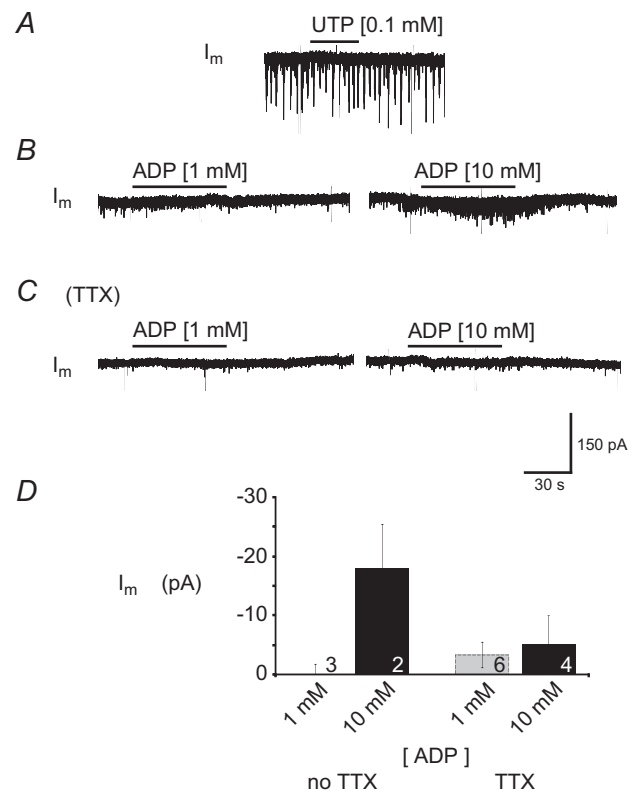 A
UTP [0.1 mM]
Im
B
ADP [1 mM] ADP [10 mM]
Im
C (TTX)
ADP [1 mM] ADP [10 mM]
Im
150 pA
30 s
D
-30
-20
Im (pA)
-10
0
3 2 6 4
1 mM 10 mM 1 mM 10 mM
[ ADP ]
no TTX TTX